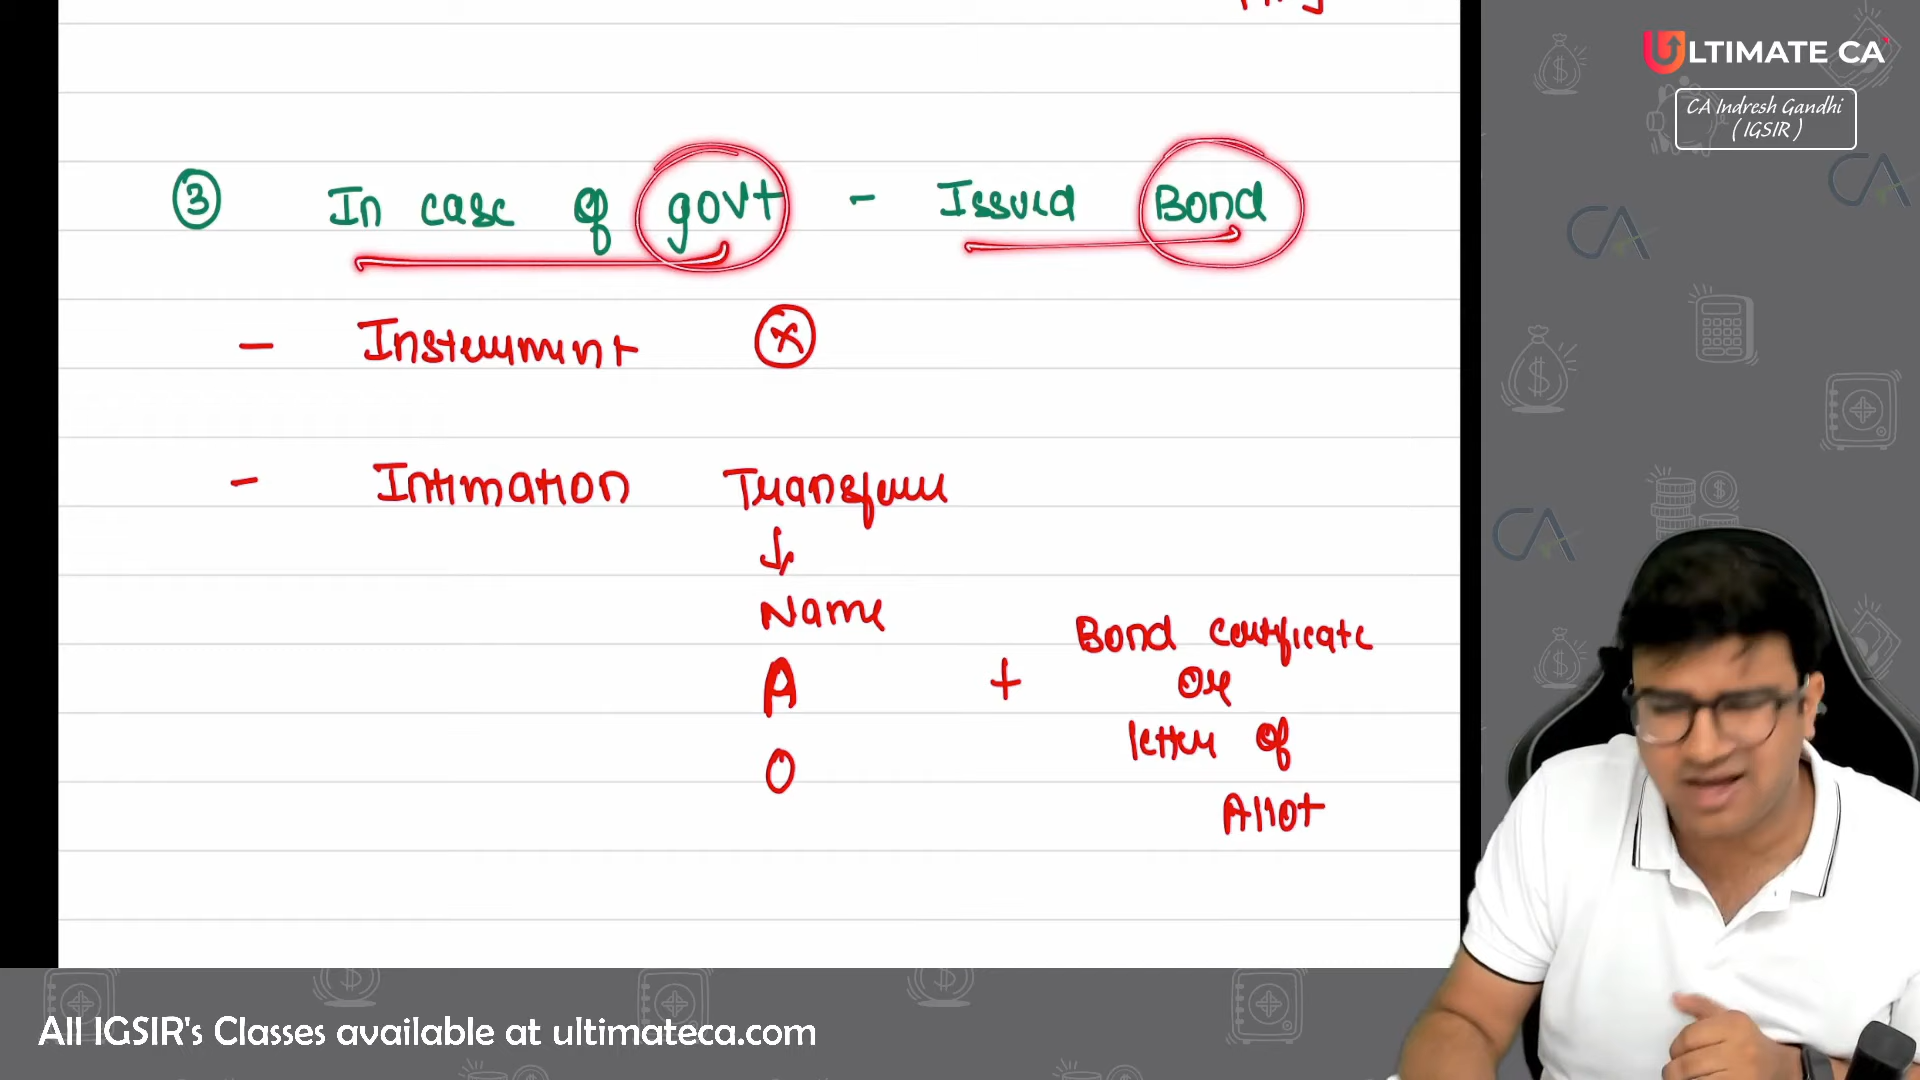 ULTIMATE CA
CA Indresh Gandhi
( IGSIR )
③ In case of govt - Issued Bond
- Instrument ⓧ
- Intimation Transferee
↓
Name
A
O
+
Bond certificate
or
letter of
Allot
All IGSIR's Classes available at ultimateca.com